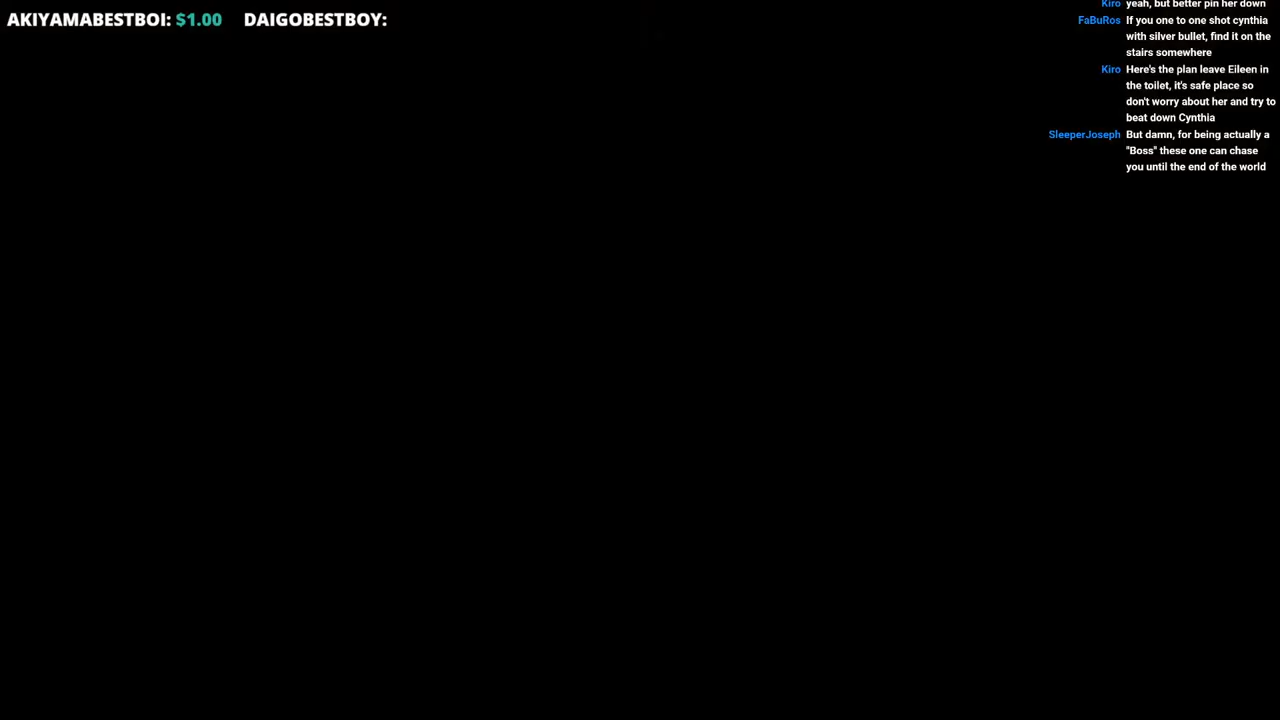 AKIYAMABESTBOI: $1.00 DAIGOBESTBOY:
Kiro yeah, but better pin her down
FaBuRos If you one to one shot cynthia
with silver bullet, find it on the
stairs somewhere
Kiro Here's the plan leave Eileen in
the toilet, it's safe place so
don't worry about her and try to
beat down Cynthia
SleeperJoseph But damn, for being actually a
"Boss" these one can chase
you until the end of the world